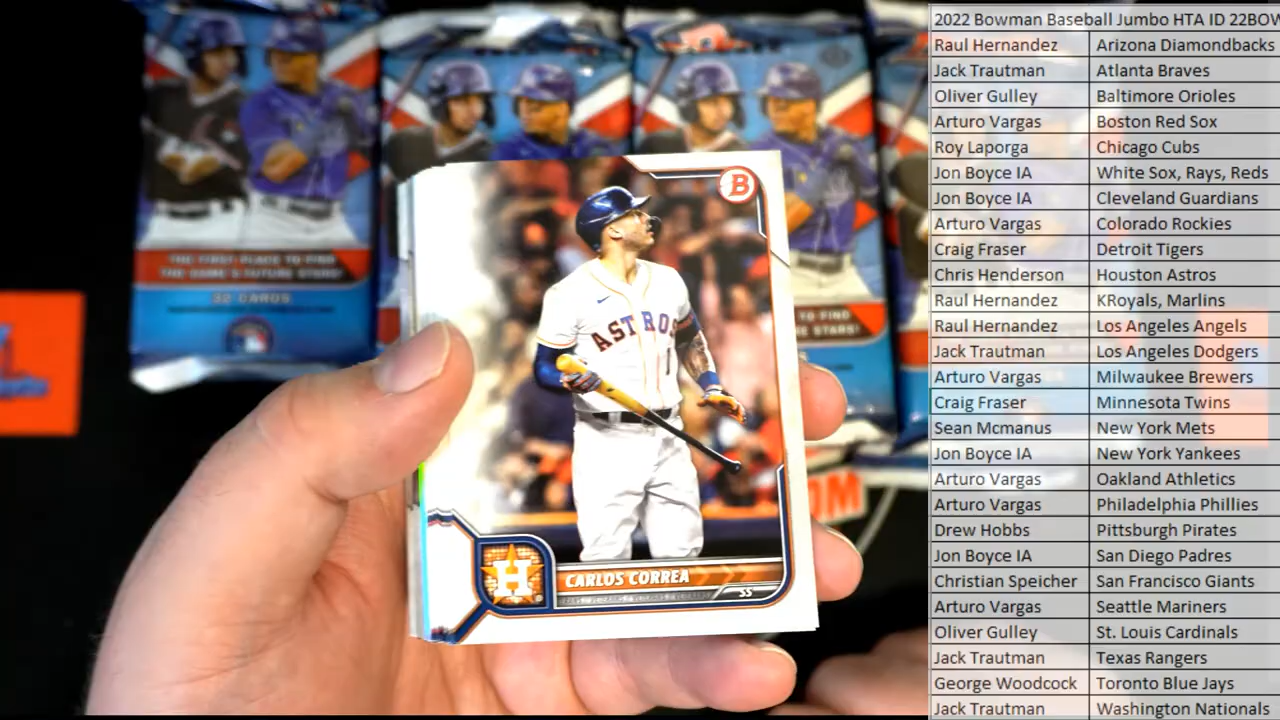 THE FIRST PLACE TO FIND
THE GAME'S FUTURE STARS!
32 CARDS
TO FIND
STARS!
B
ASTROS
1
H
CARLOS CORREA
SS
OM
2022 Bowman Baseball Jumbo HTA ID 22BOW
Raul Hernandez Arizona Diamondbacks
Jack Trautman Atlanta Braves
Oliver Gulley Baltimore Orioles
Arturo Vargas Boston Red Sox
Roy Laporga Chicago Cubs
Jon Boyce IA White Sox, Rays, Reds
Jon Boyce IA Cleveland Guardians
Arturo Vargas Colorado Rockies
Craig Fraser Detroit Tigers
Chris Henderson Houston Astros
Raul Hernandez KRoyals, Marlins
Raul Hernandez Los Angeles Angels
Jack Trautman Los Angeles Dodgers
Arturo Vargas Milwaukee Brewers
Craig Fraser Minnesota Twins
Sean Mcmanus New York Mets
Jon Boyce IA New York Yankees
Arturo Vargas Oakland Athletics
Arturo Vargas Philadelphia Phillies
Drew Hobbs Pittsburgh Pirates
Jon Boyce IA San Diego Padres
Christian Speicher San Francisco Giants
Arturo Vargas Seattle Mariners
Oliver Gulley St. Louis Cardinals
Jack Trautman Texas Rangers
George Woodcock Toronto Blue Jays
Jack Trautman Washington Nationals